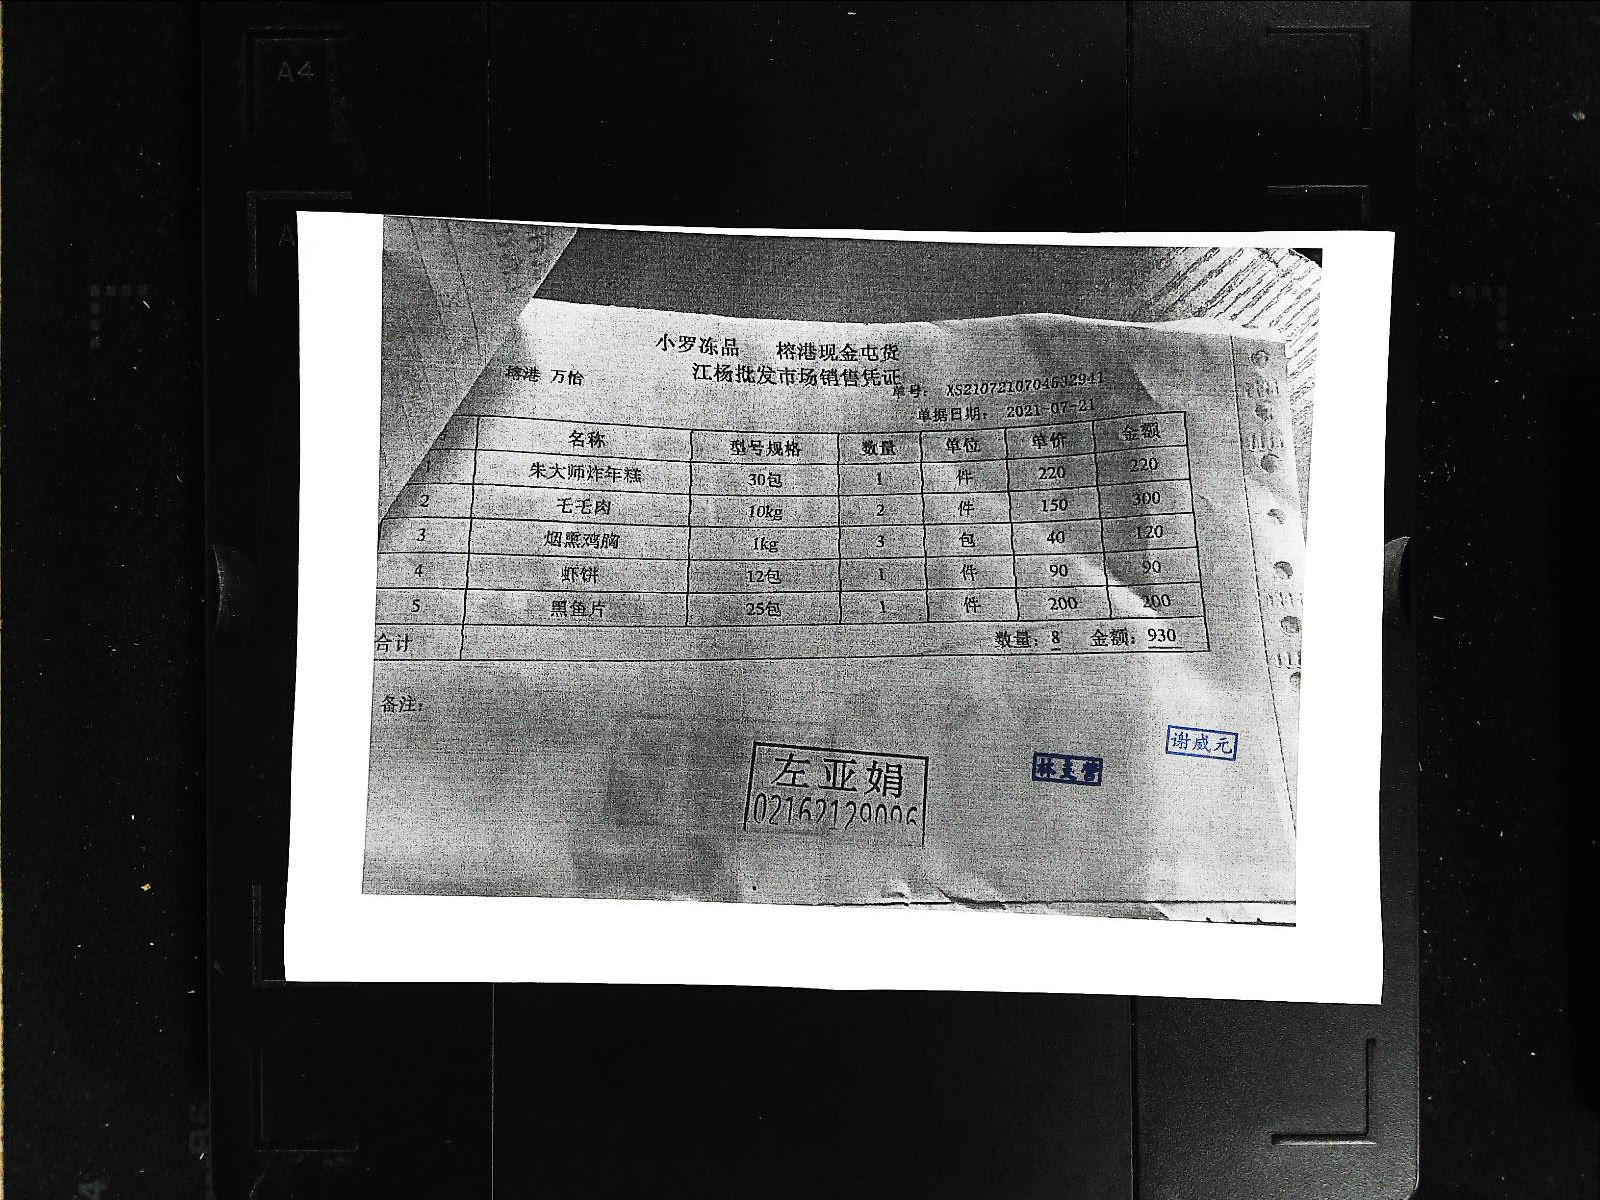 A4
小罗冻品 榕港现金屯货
榕港 万怡 江杨批发市场销售凭证
单号: XS2107210704632941
单据日期: 2021-07-21
名称 型号规格 数量 单位 单价 金额
1 朱大师炸年糕 30包 1 件 220 220
2 毛毛肉 10kg 2 件 150 300
3 烟熏鸡胸 1kg 3 包 40 120
4 虾饼 12包 1 件 90 90
5 黑鱼片 25包 1 件 200 200
合计 数量: 8 金额: 930
备注:
谢威元
左亚娟